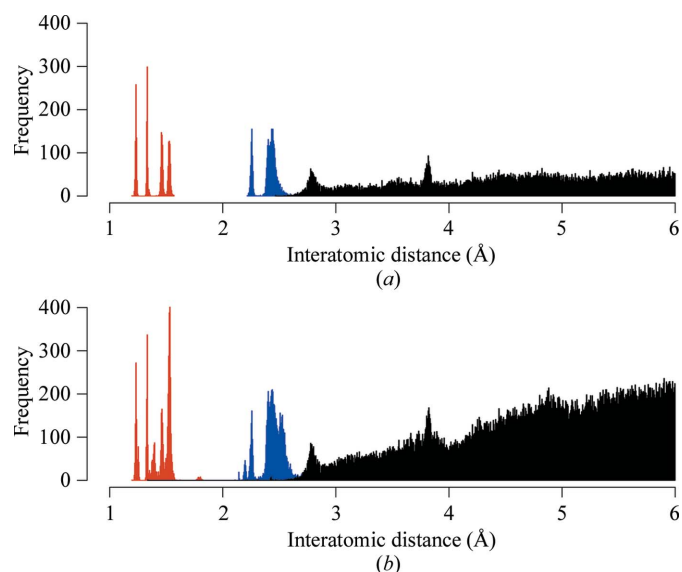 400
300
200
100
0
Frequency
1 2 3 4 5 6
Interatomic distance (Å)
(a)
400
300
200
100
0
Frequency
1 2 3 4 5 6
Interatomic distance (Å)
(b)